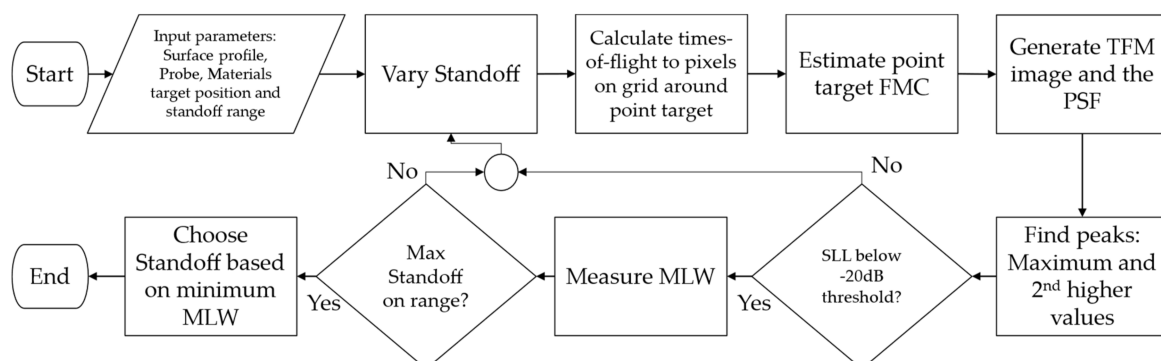 Start
Input parameters:
Surface profile,
Probe, Materials
target position and
standoff range
Vary Standoff
Calculate times-
of-flight to pixels
on grid around
point target
Estimate point
target FMC
Generate TFM
image and the
PSF
Find peaks:
Maximum and
2nd higher
values
SLL below
-20dB
threshold?
No
Yes
Measure MLW
Max
Standoff
on range?
No
Yes
Choose
Standoff based
on minimum
MLW
End